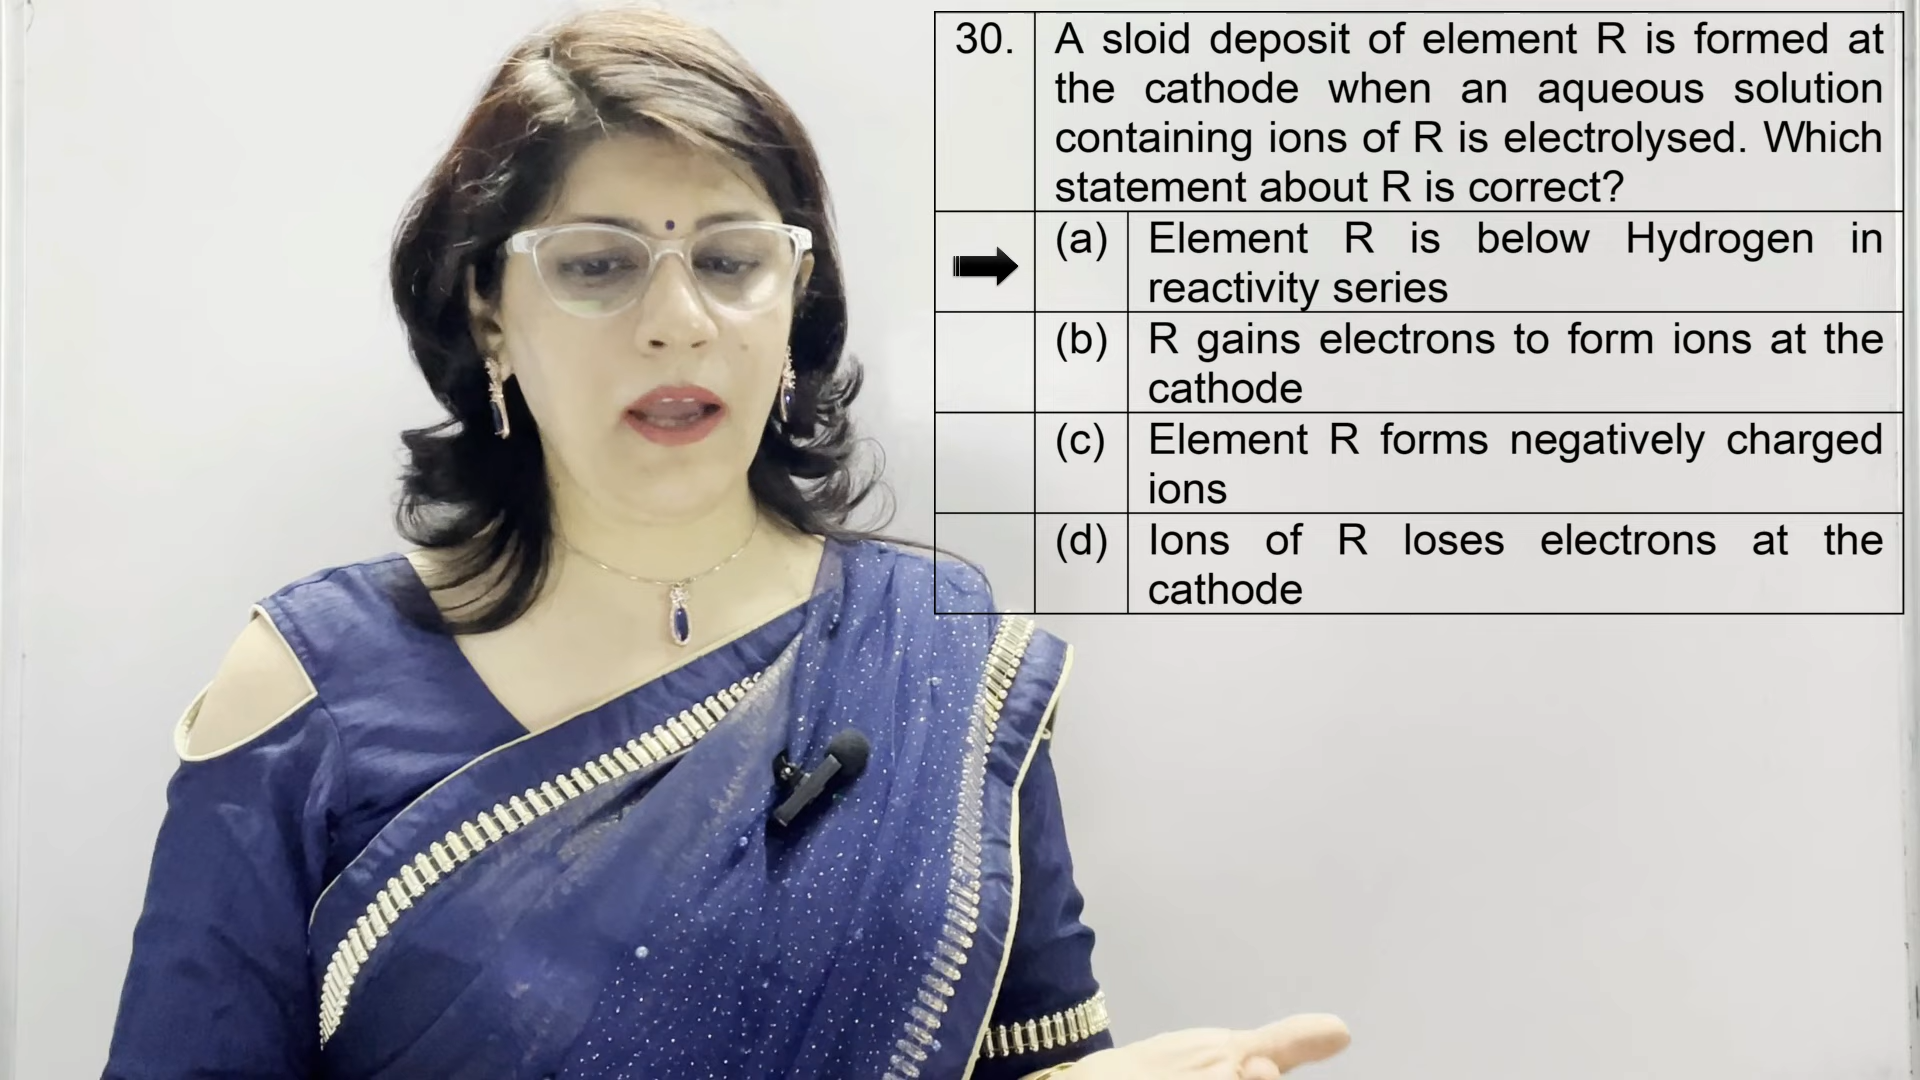 30. A sloid deposit of element R is formed at
the cathode when an aqueous solution
containing ions of R is electrolysed. Which
statement about R is correct?
(a) Element R is below Hydrogen in
reactivity series
(b) R gains electrons to form ions at the
cathode
(c) Element R forms negatively charged
ions
(d) Ions of R loses electrons at the
cathode